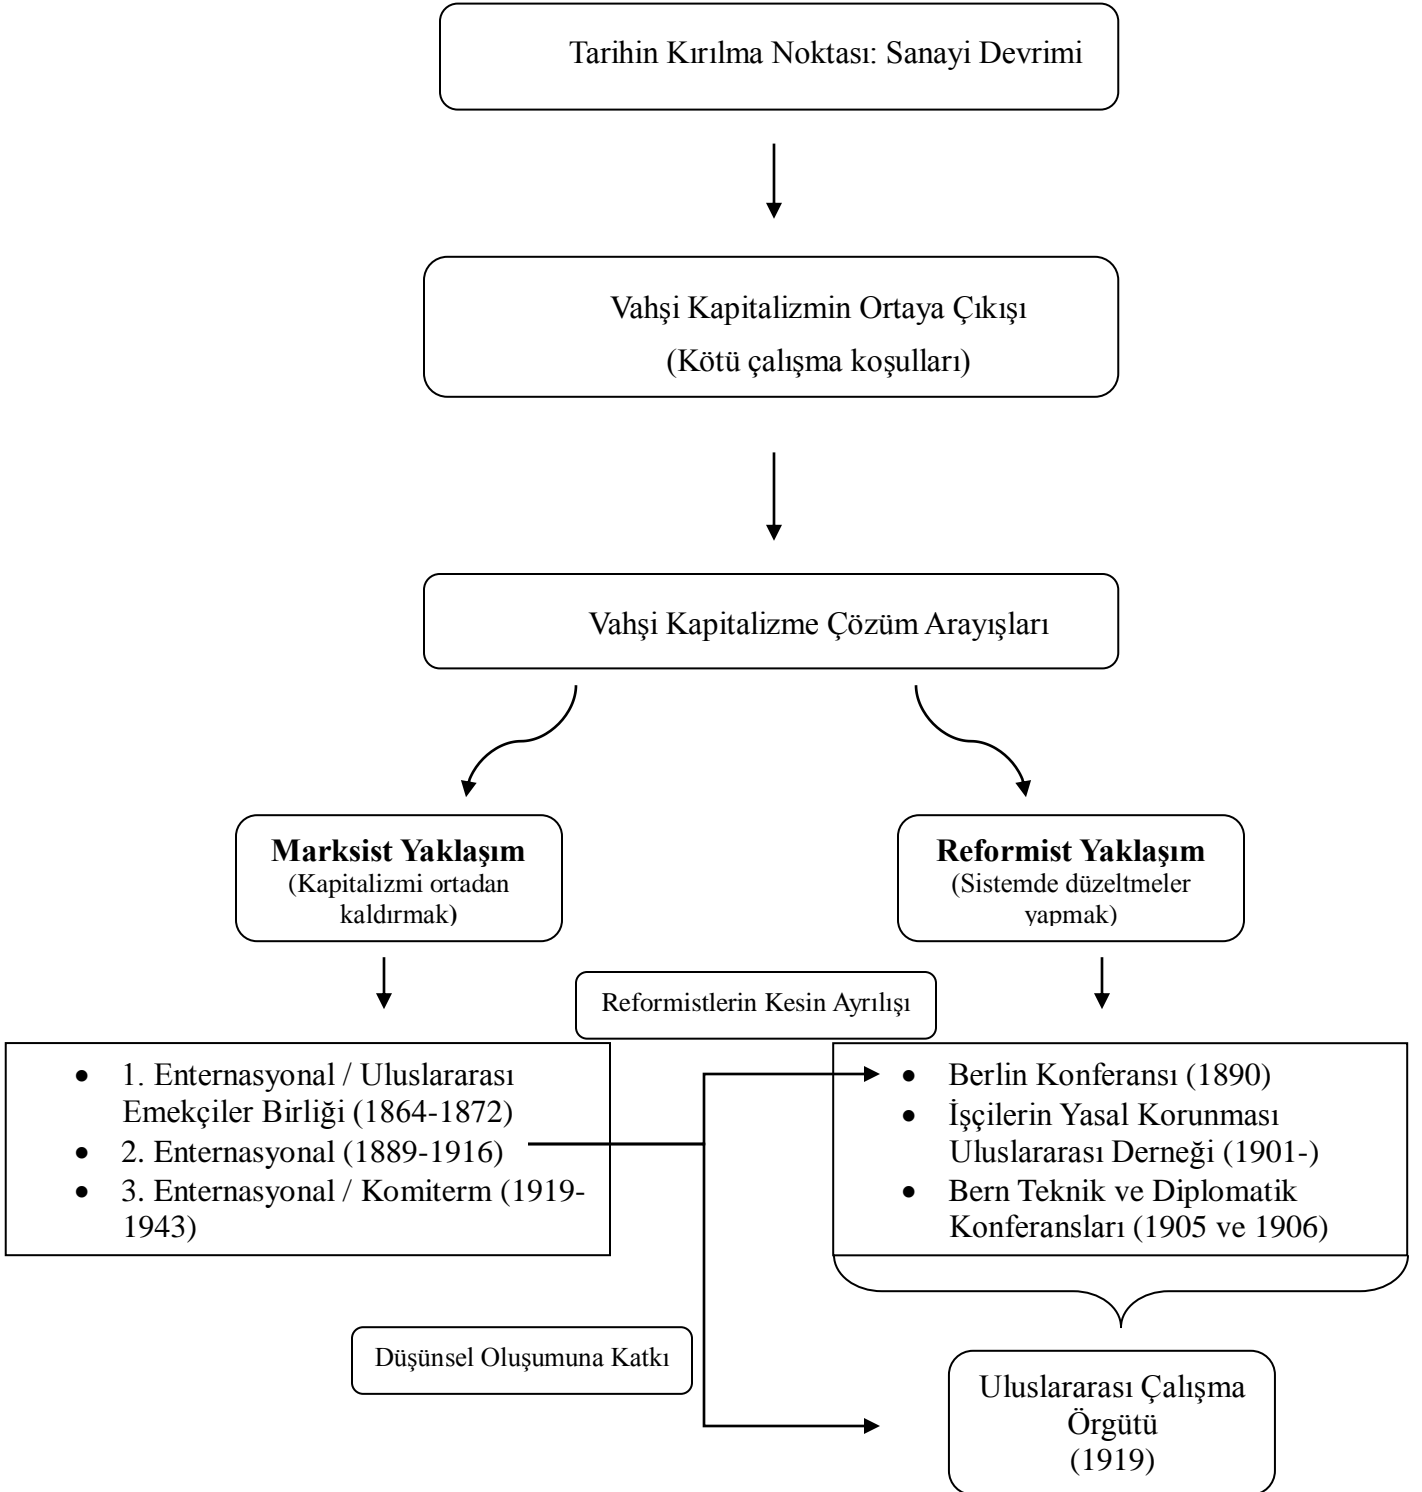 Tarihin Kırılma Noktası: Sanayi Devrimi
Vahşi Kapitalizmin Ortaya Çıkışı
(Kötü çalışma koşulları)
Vahşi Kapitalizme Çözüm Arayışları
Marksist Yaklaşım
(Kapitalizmi ortadan
kaldırmak)
Reformist Yaklaşım
(Sistemde düzeltmeler
yapmak)
Reformistlerin Kesin Ayrılışı
• 1. Enternasyonal / Uluslararası
Emekçiler Birliği (1864-1872)
• 2. Enternasyonal (1889-1916)
• 3. Enternasyonal / Komiterm (1919-
1943)
• Berlin Konferansı (1890)
• İşçilerin Yasal Korunması
Uluslararası Derneği (1901-)
• Bern Teknik ve Diplomatik
Konferansları (1905 ve 1906)
Düşünsel Oluşumuna Katkı
Uluslararası Çalışma
Örgütü
(1919)